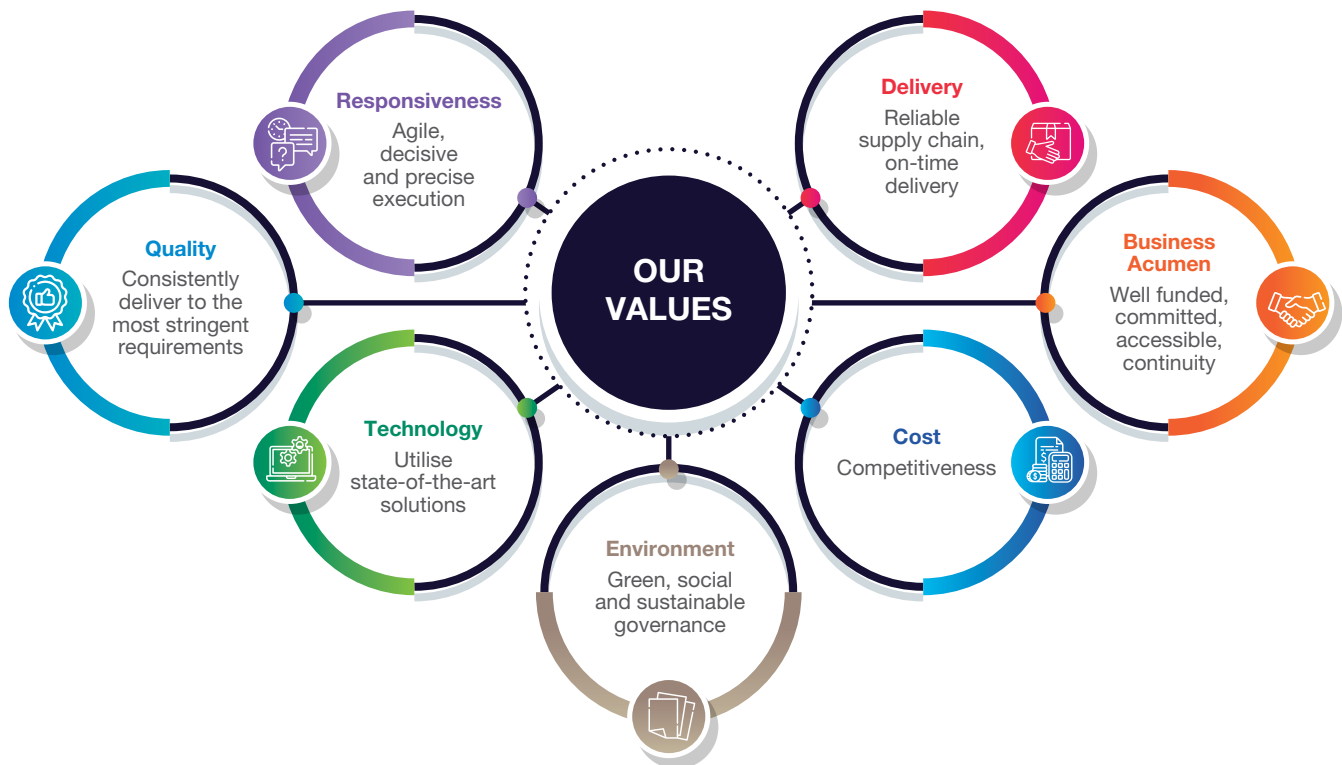 Responsiveness
Agile,
decisive
and precise
execution
Delivery
Reliable
supply chain,
on-time
delivery
Quality
Consistently
deliver to the
most stringent
requirements
OUR
VALUES
Business
Acumen
Well funded,
committed,
accessible,
continuity
Technology
Utilise
state-of-the-art
solutions
Cost
Competitiveness
Environment
Green, social
and sustainable
governance